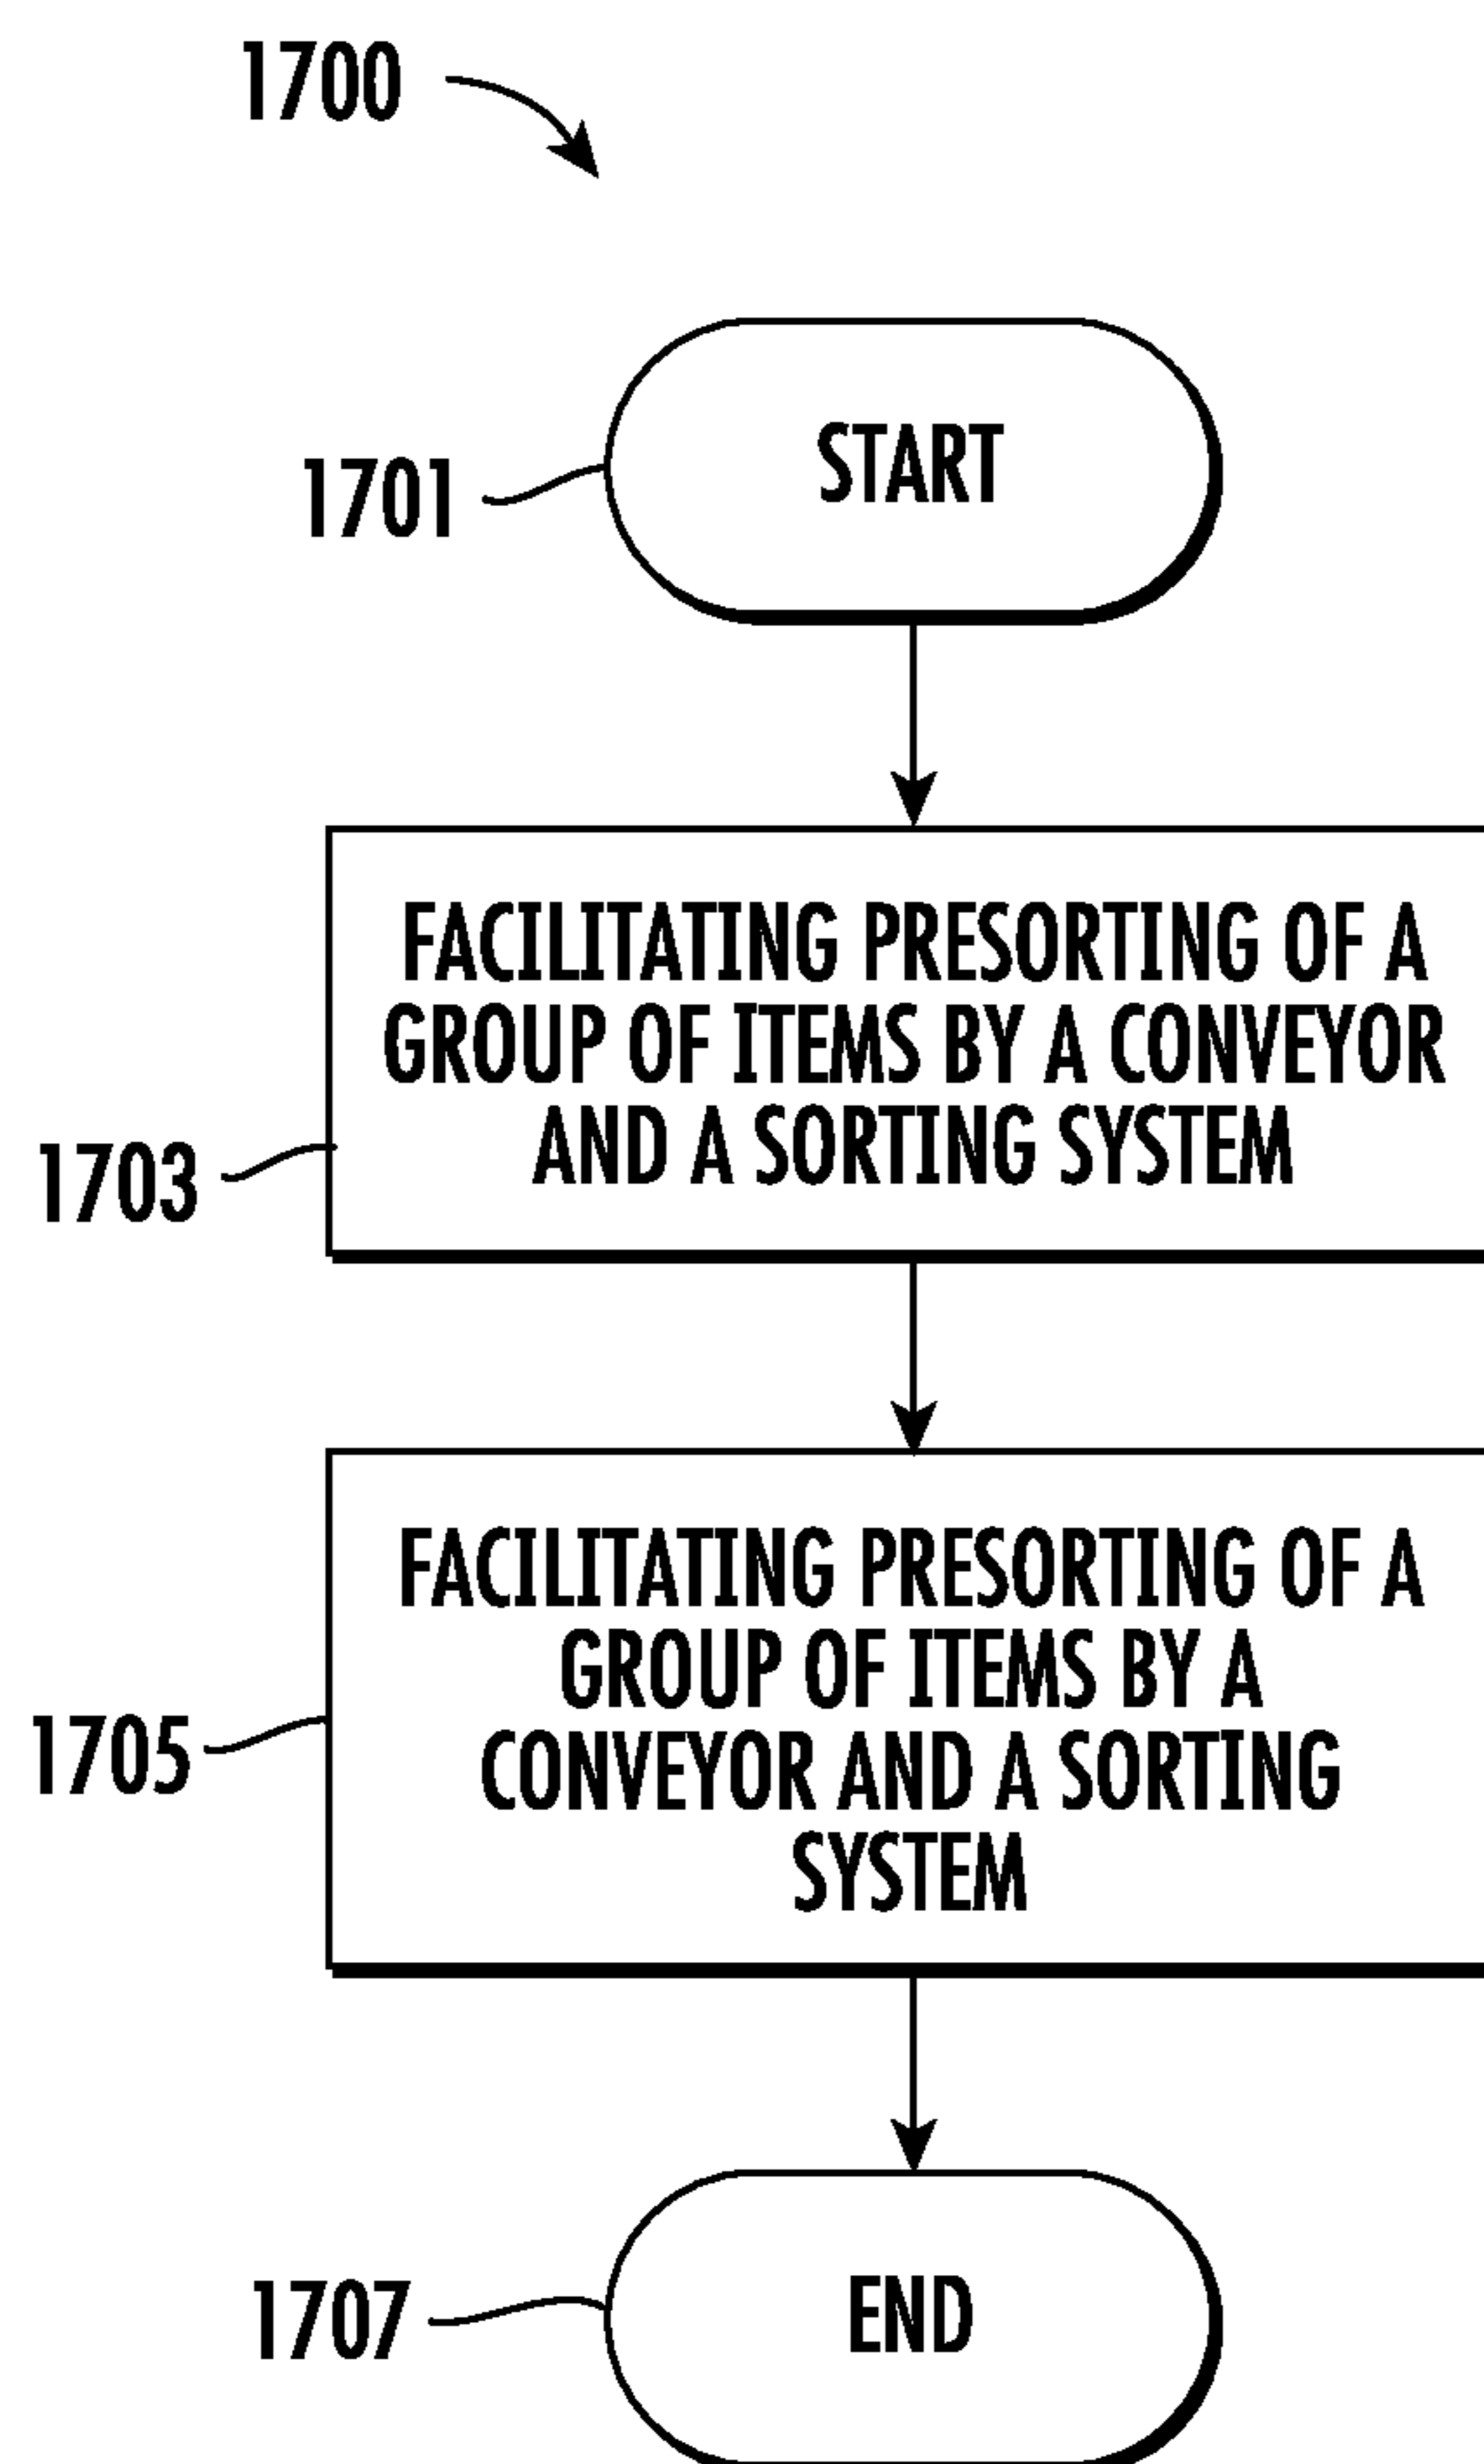 1700
START
1701
FACILITATING PRESORTING OF A
GROUP OF ITEMS BY A CONVEYOR
AND A SORTING SYSTEM
1703
FACILITATING PRESORTING OF A
GROUP OF ITEMS BY A
CONVEYOR AND A SORTING
SYSTEM
1705
END
1707